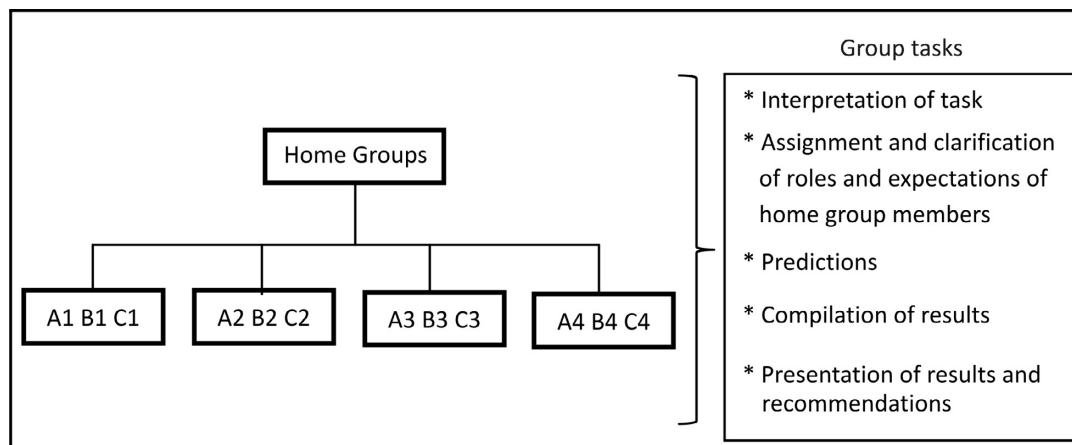 Group tasks
* Interpretation of task
* Assignment and clarification
of roles and expectations of
home group members
* Predictions
* Compilation of results
* Presentation of results and
recommendations
Home Groups
A1 B1 C1
A2 B2 C2
A3 B3 C3
A4 B4 C4